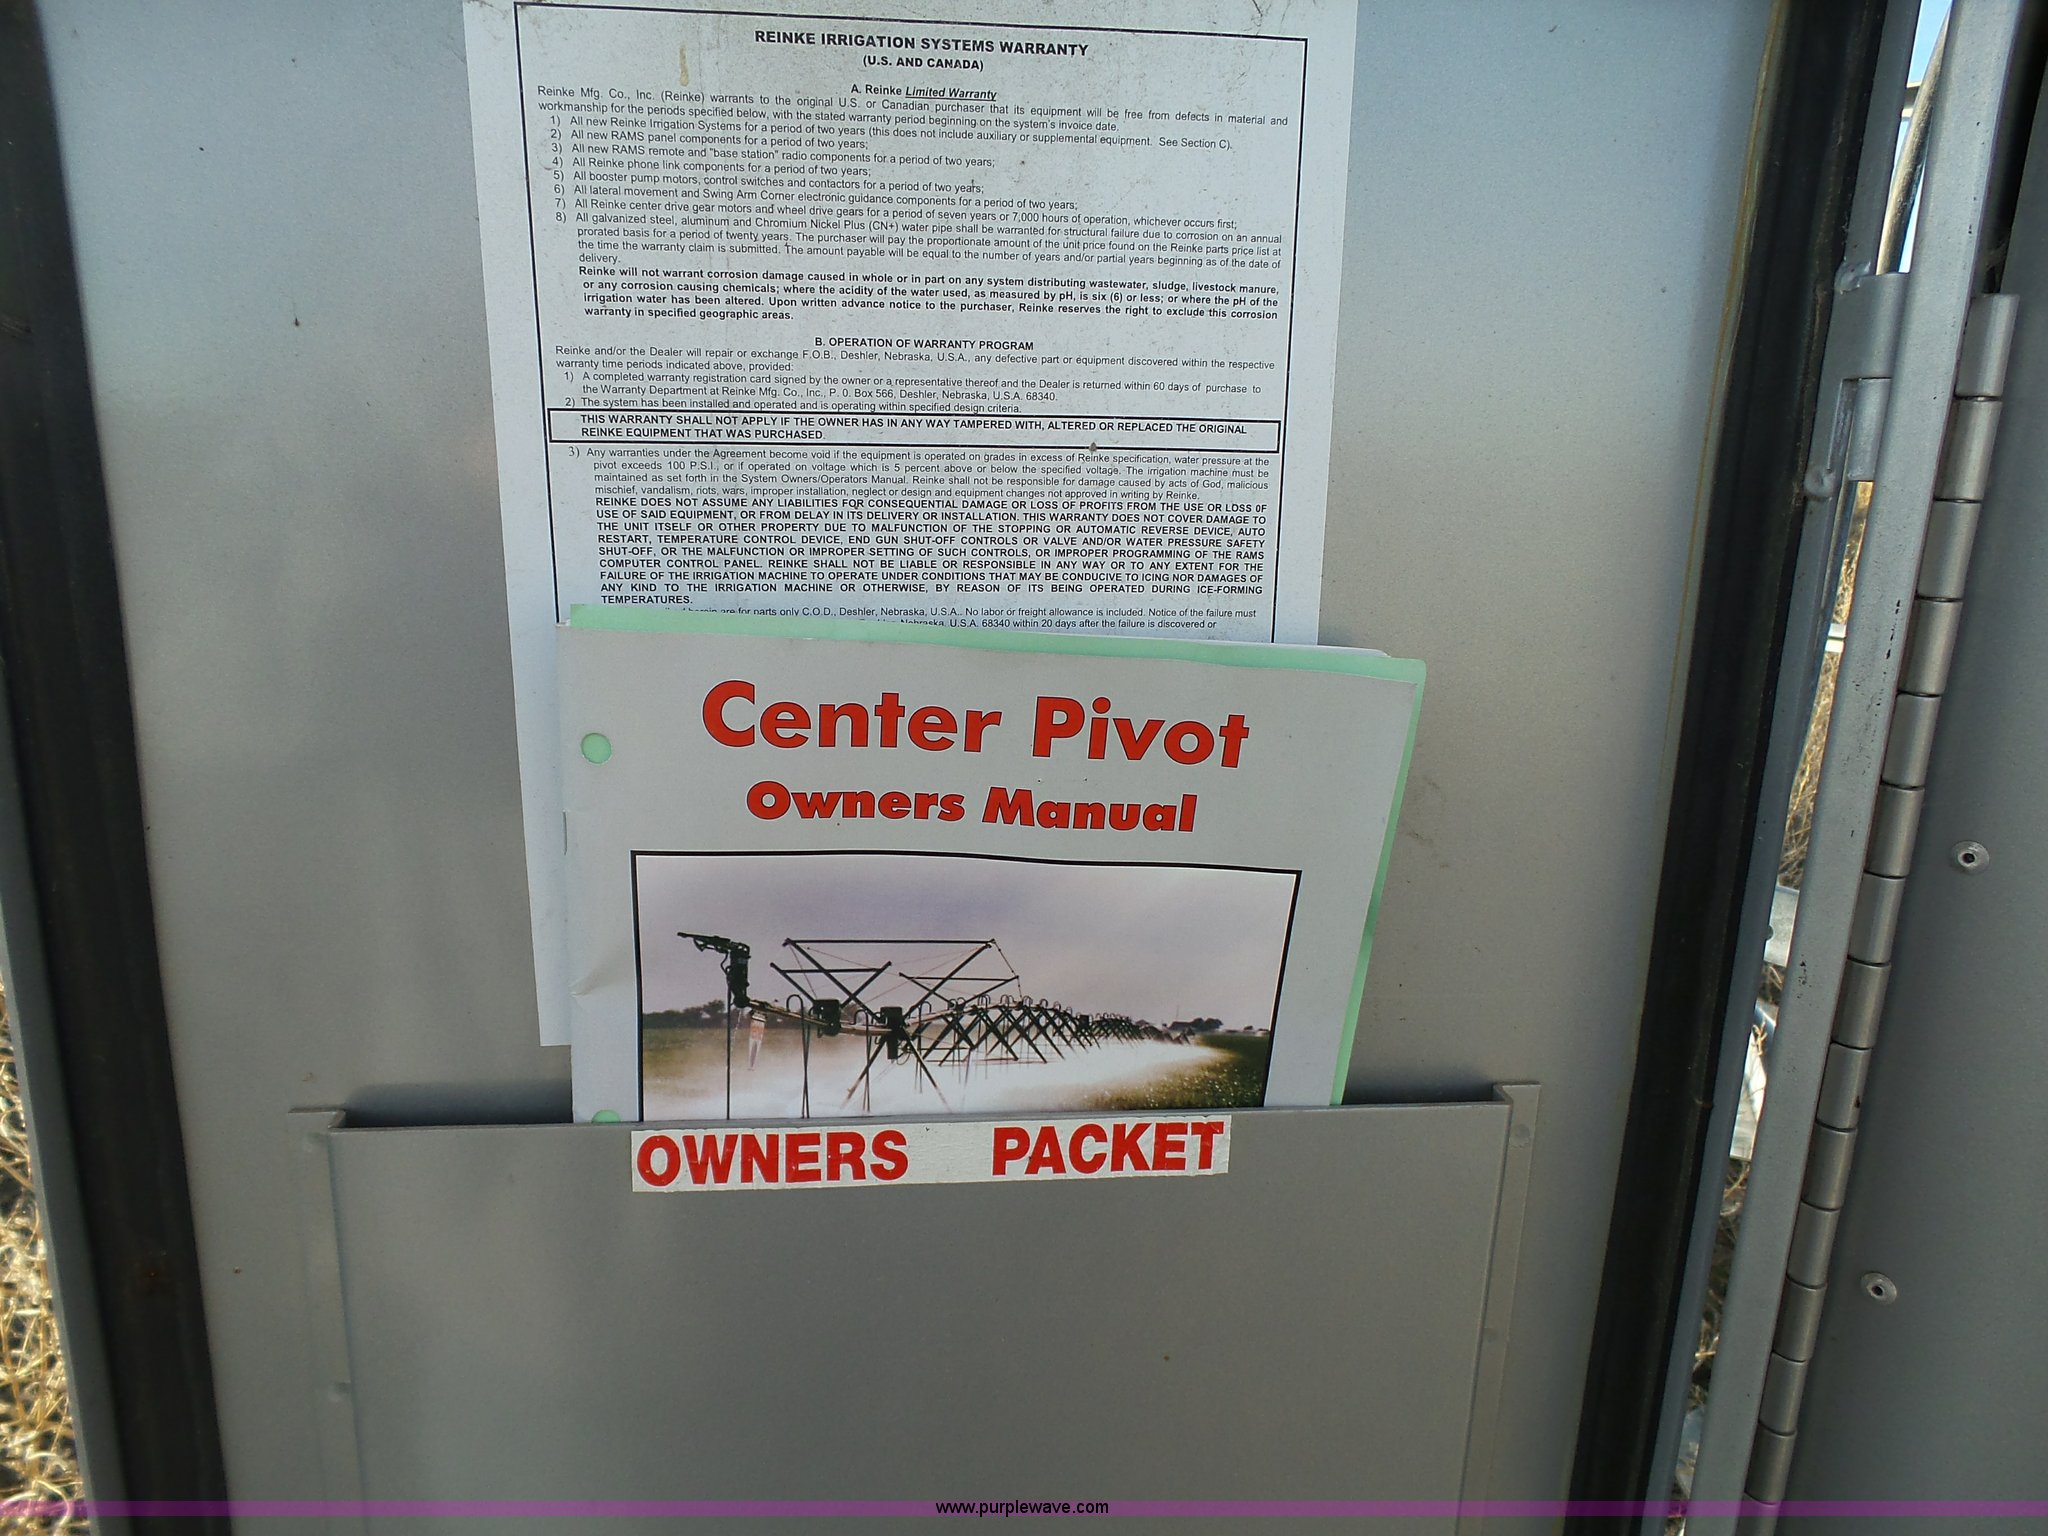 REINKE IRRIGATION SYSTEMS WARRANTY
(U.S. AND CANADA)
A. Reinke Limited Warranty
Reinke Mfg. Co., Inc. (Reinke) warrants to the original U.S. or Canadian purchaser that its equipment will be free from defects in material and
workmanship for the periods specified below, with the stated warranty period beginning on the system's invoice date.
1) All new Reinke Irrigation Systems for a period of two years (this does not include auxiliary or supplemental equipment. See Section C).
2) All new RAMS panel components for a period of two years;
3) All new RAMS remote and "base station" radio components for a period of two years;
4) All Reinke phone link components for a period of two years;
5) All booster pump motors, control switches and contactors for a period of two years;
6) All lateral movement and Swing Arm Corner electronic guidance components for a period of two years;
7) All Reinke center drive gear motors and wheel drive gears for a period of seven years or 7,000 hours of operation, whichever occurs first;
8) All galvanized steel, aluminum and Chromium Nickel Plus (CN+) water pipe shall be warranted for structural failure due to corrosion on an annual
prorated basis for a period of twenty years. The purchaser will pay the proportionate amount of the unit price found on the Reinke parts price list at
the time the warranty claim is submitted. The amount payable will be equal to the number of years and/or partial years beginning as of the date of
delivery.
Reinke will not warrant corrosion damage caused in whole or in part on any system distributing wastewater, sludge, livestock manure,
or any corrosion causing chemicals; where the acidity of the water used, as measured by pH, is six (6) or less; or where the pH of the
irrigation water has been altered. Upon written advance notice to the purchaser, Reinke reserves the right to exclude this corrosion
warranty in specified geographic areas.
B. OPERATION OF WARRANTY PROGRAM
Reinke and/or the Dealer will repair or exchange F.O.B., Deshler, Nebraska, U.S.A., any defective part or equipment discovered within the respective
warranty time periods indicated above, provided:
1) A completed warranty registration card signed by the owner or a representative thereof and the Dealer is returned within 60 days of purchase to
the Warranty Department at Reinke Mfg. Co., Inc., P. 0. Box 566, Deshler, Nebraska, U.S.A. 68340.
2) The system has been installed and operated and is operating within specified design criteria.
THIS WARRANTY SHALL NOT APPLY IF THE OWNER HAS IN ANY WAY TAMPERED WITH, ALTERED OR REPLACED THE ORIGINAL
REINKE EQUIPMENT THAT WAS PURCHASED.
3) Any warranties under the Agreement become void if the equipment is operated on grades in excess of Reinke specification, water pressure at the
pivot exceeds 100 P.S.I., or if operated on voltage which is 5 percent above or below the specified voltage. The irrigation machine must be
maintained as set forth in the System Owners/Operators Manual. Reinke shall not be responsible for damage caused by acts of God, malicious
mischief, vandalism, riots, wars, improper installation, neglect or design and equipment changes not approved in writing by Reinke.
REINKE DOES NOT ASSUME ANY LIABILITIES FOR CONSEQUENTIAL DAMAGE OR LOSS OF PROFITS FROM THE USE OR LOSS 0F
USE OF SAID EQUIPMENT, OR FROM DELAY IN ITS DELIVERY OR INSTALLATION. THIS WARRANTY DOES NOT COVER DAMAGE TO
THE UNIT ITSELF OR OTHER PROPERTY DUE TO MALFUNCTION OF THE STOPPING OR AUTOMATIC REVERSE DEVICE, AUTO
RESTART, TEMPERATURE CONTROL DEVICE, END GUN SHUT-OFF CONTROLS OR VALVE AND/OR WATER PRESSURE SAFETY
SHUT-OFF, OR THE MALFUNCTION OR IMPROPER SETTING OF SUCH CONTROLS, OR IMPROPER PROGRAMMING OF THE RAMS
COMPUTER CONTROL PANEL. REINKE SHALL NOT BE LIABLE OR RESPONSIBLE IN ANY WAY OR TO ANY EXTENT FOR THE
FAILURE OF THE IRRIGATION MACHINE TO OPERATE UNDER CONDITIONS THAT MAY BE CONDUCIVE TO ICING NOR DAMAGES OF
ANY KIND TO THE IRRIGATION MACHINE OR OTHERWISE, BY REASON OF ITS BEING OPERATED DURING ICE-FORMING
TEMPERATURES.
herein are for parts only C.O.D., Deshler, Nebraska, U.S.A.. No labor or freight allowance is included. Notice of the failure must
Nebraska, U.S.A. 68340 within 20 days after the failure is discovered or
Center Pivot
Owners Manual
OWNERS PACKET
www.purplewave.com